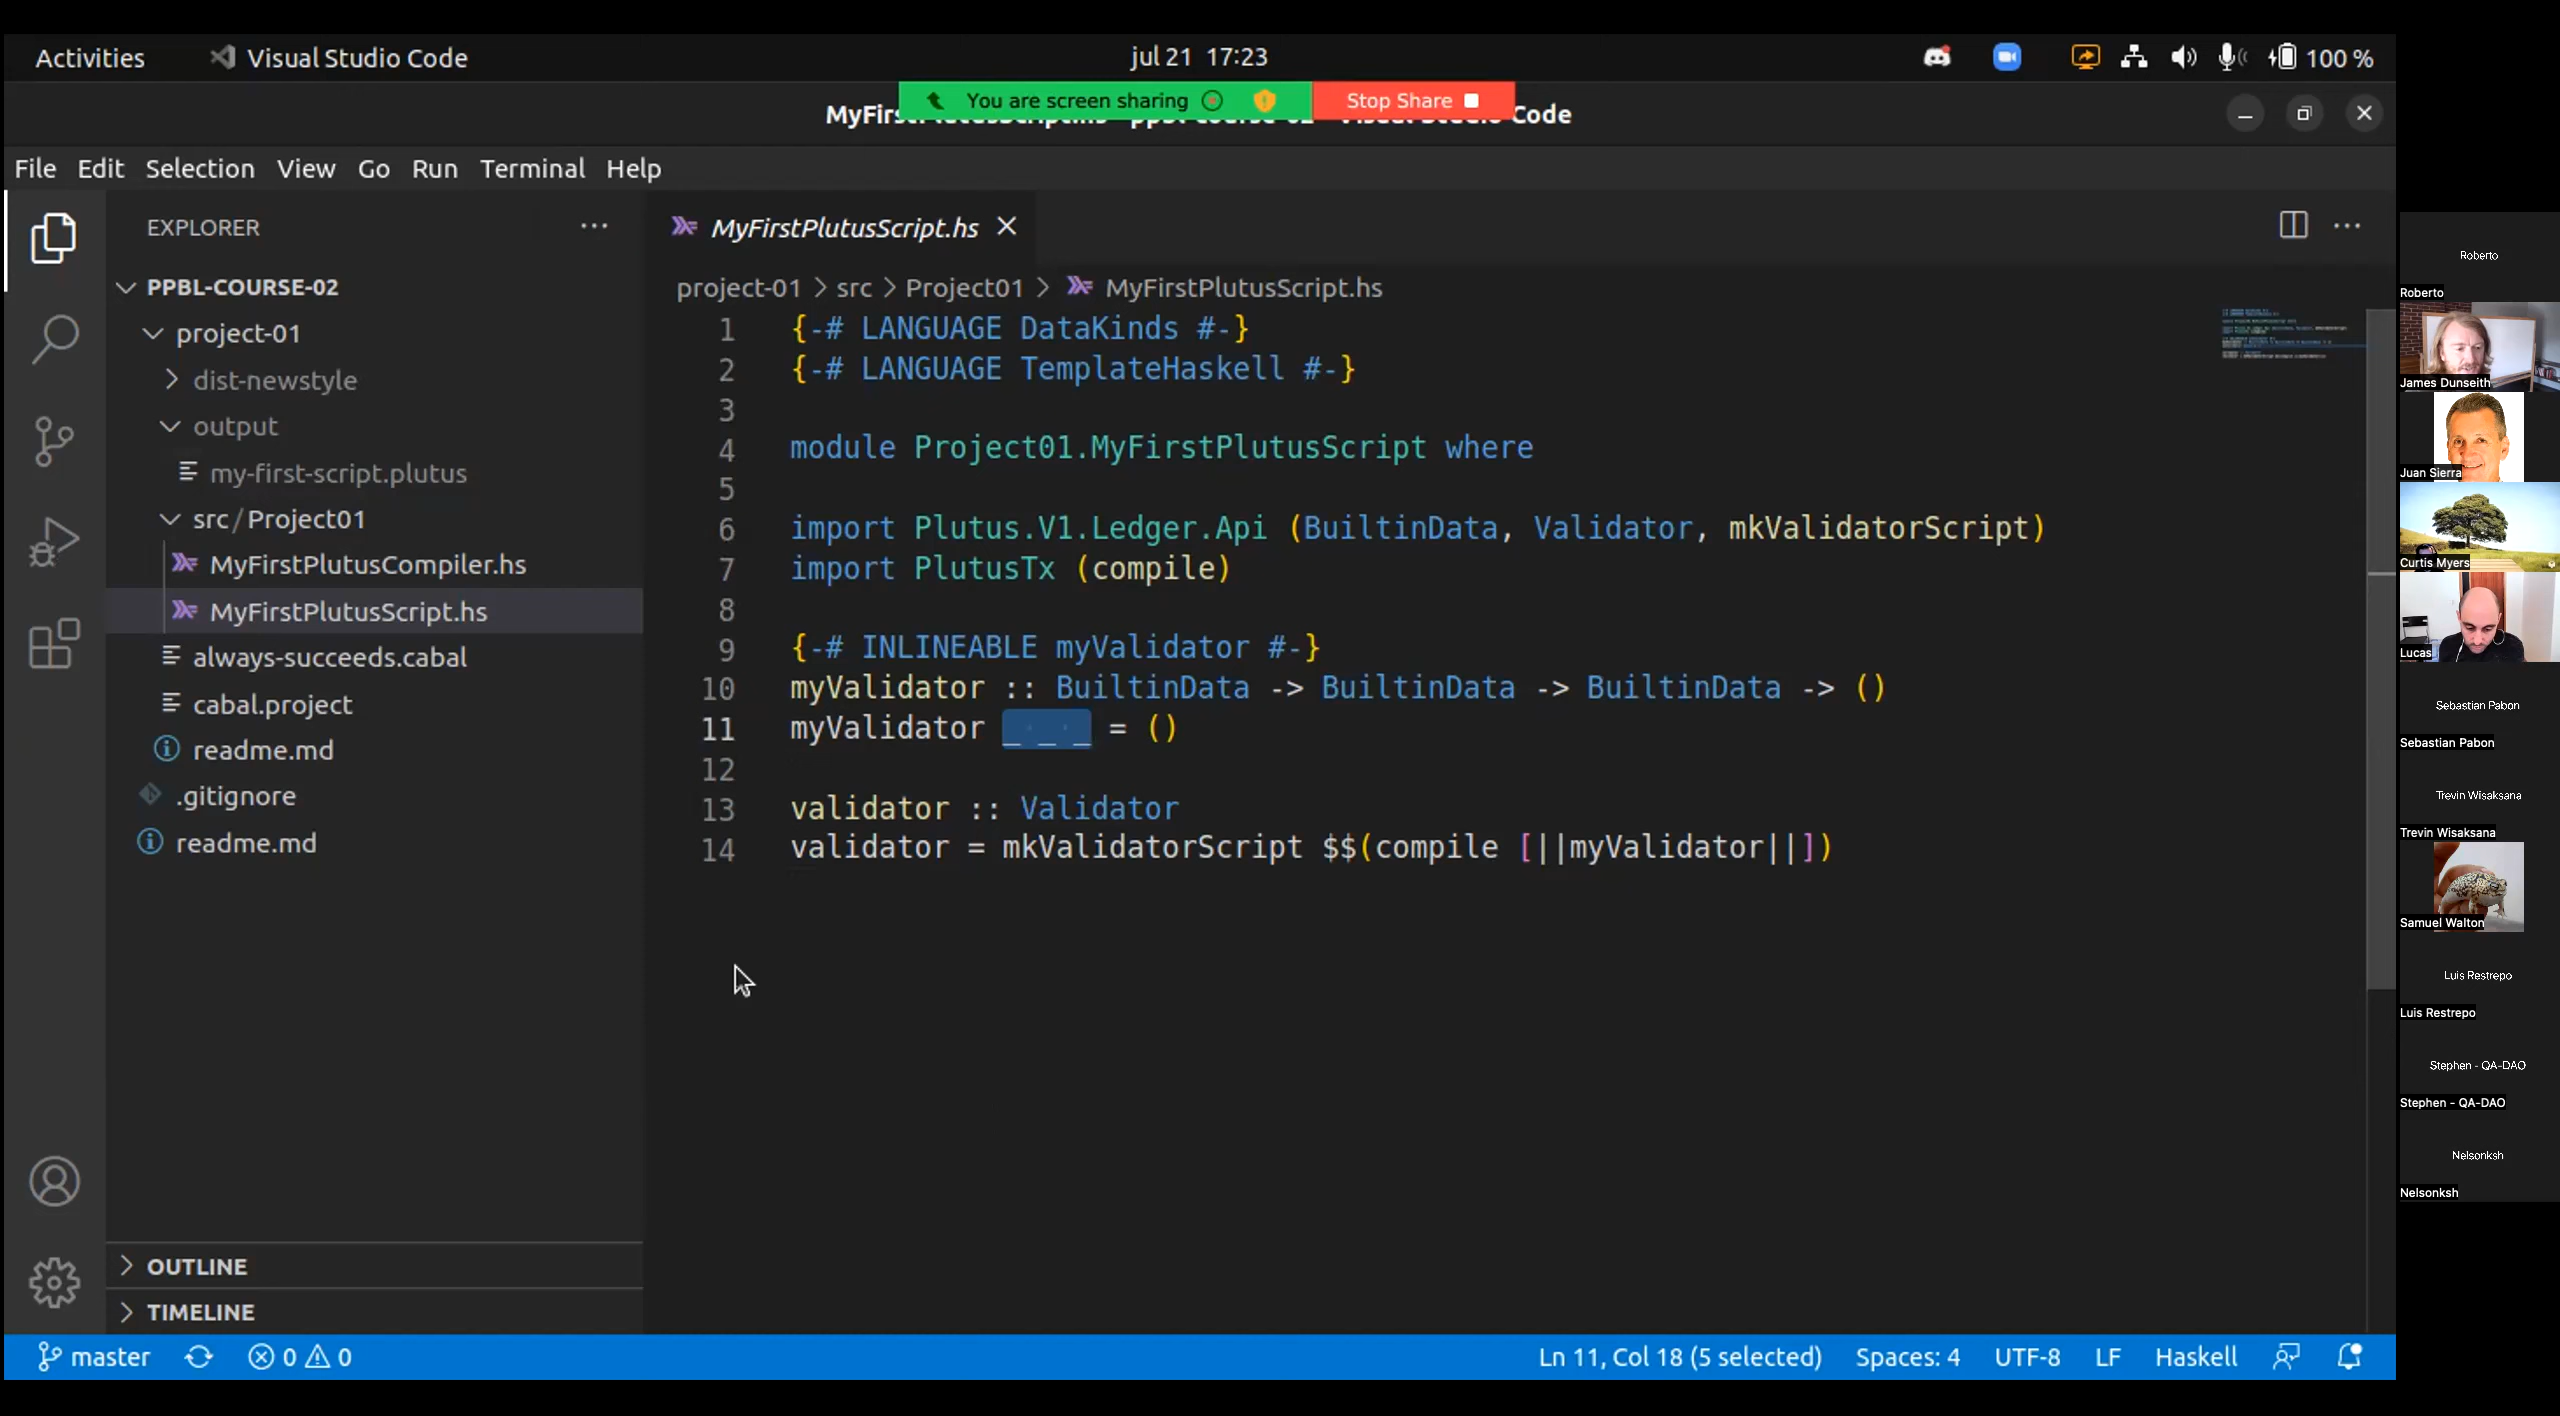 Activities
Visual Studio Code
jul 21 17:23
100 %
You are screen sharing
Stop Share
Code
File Edit Selection View Go Run Terminal Help
EXPLORER
PPBL-COURSE-02
project-01
dist-newstyle
output
my-first-script.plutus
src/Project01
MyFirstPlutusCompiler.hs
MyFirstPlutusScript.hs
always-succeeds.cabal
cabal.project
readme.md
.gitignore
readme.md
OUTLINE
TIMELINE
MyFirstPlutusScript.hs
project-01 > src > Project01 > MyFirstPlutusScript.hs
1 {-# LANGUAGE DataKinds #-}
2 {-# LANGUAGE TemplateHaskell #-}
3
4 module Project01.MyFirstPlutusScript where
5
6 import Plutus.V1.Ledger.Api (BuiltinData, Validator, mkValidatorScript)
7 import PlutusTx (compile)
8
9 {-# INLINEABLE myValidator #-}
10 myValidator :: BuiltinData -> BuiltinData -> BuiltinData -> ()
11 myValidator _ _ _ = ()
12
13 validator :: Validator
14 validator = mkValidatorScript $$(compile [||myValidator||])
master 0 0
Ln 11, Col 18 (5 selected) Spaces: 4 UTF-8 LF Haskell
Roberto
Roberto
James Dunseith
Juan Sierra
Curtis Myers
Lucas
Sebastian Pabon
Sebastian Pabon
Trevin Wisaksana
Trevin Wisaksana
Samuel Walton
Luis Restrepo
Luis Restrepo
Stephen - QA-DAO
Stephen - QA-DAO
Nelsonksh
Nelsonksh